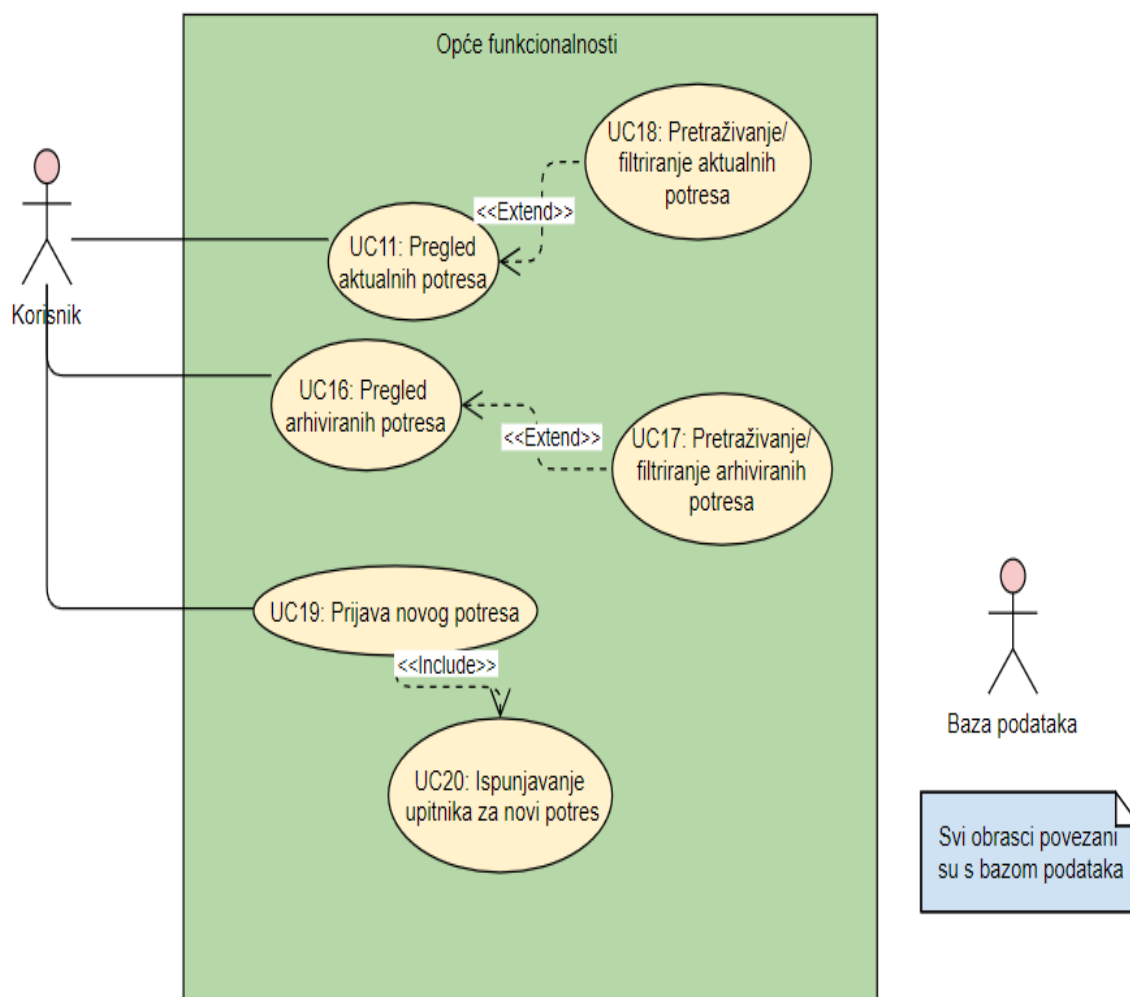 Opće funkcionalnosti
UC18: Pretraživanje/
filtriranje aktualnih
potresa
<<Extend>>
UC11: Pregled
aktualnih potresa
Korisnik
UC16: Pregled
arhiviranih potresa
<<Extend>>
UC17: Pretraživanje/
filtriranje arhiviranih
potresa
UC19: Prijava novog potresa
<<Include>>
UC20: Ispunjavanje
upitnika za novi potres
Baza podataka
Svi obrasci povezani
su s bazom podataka